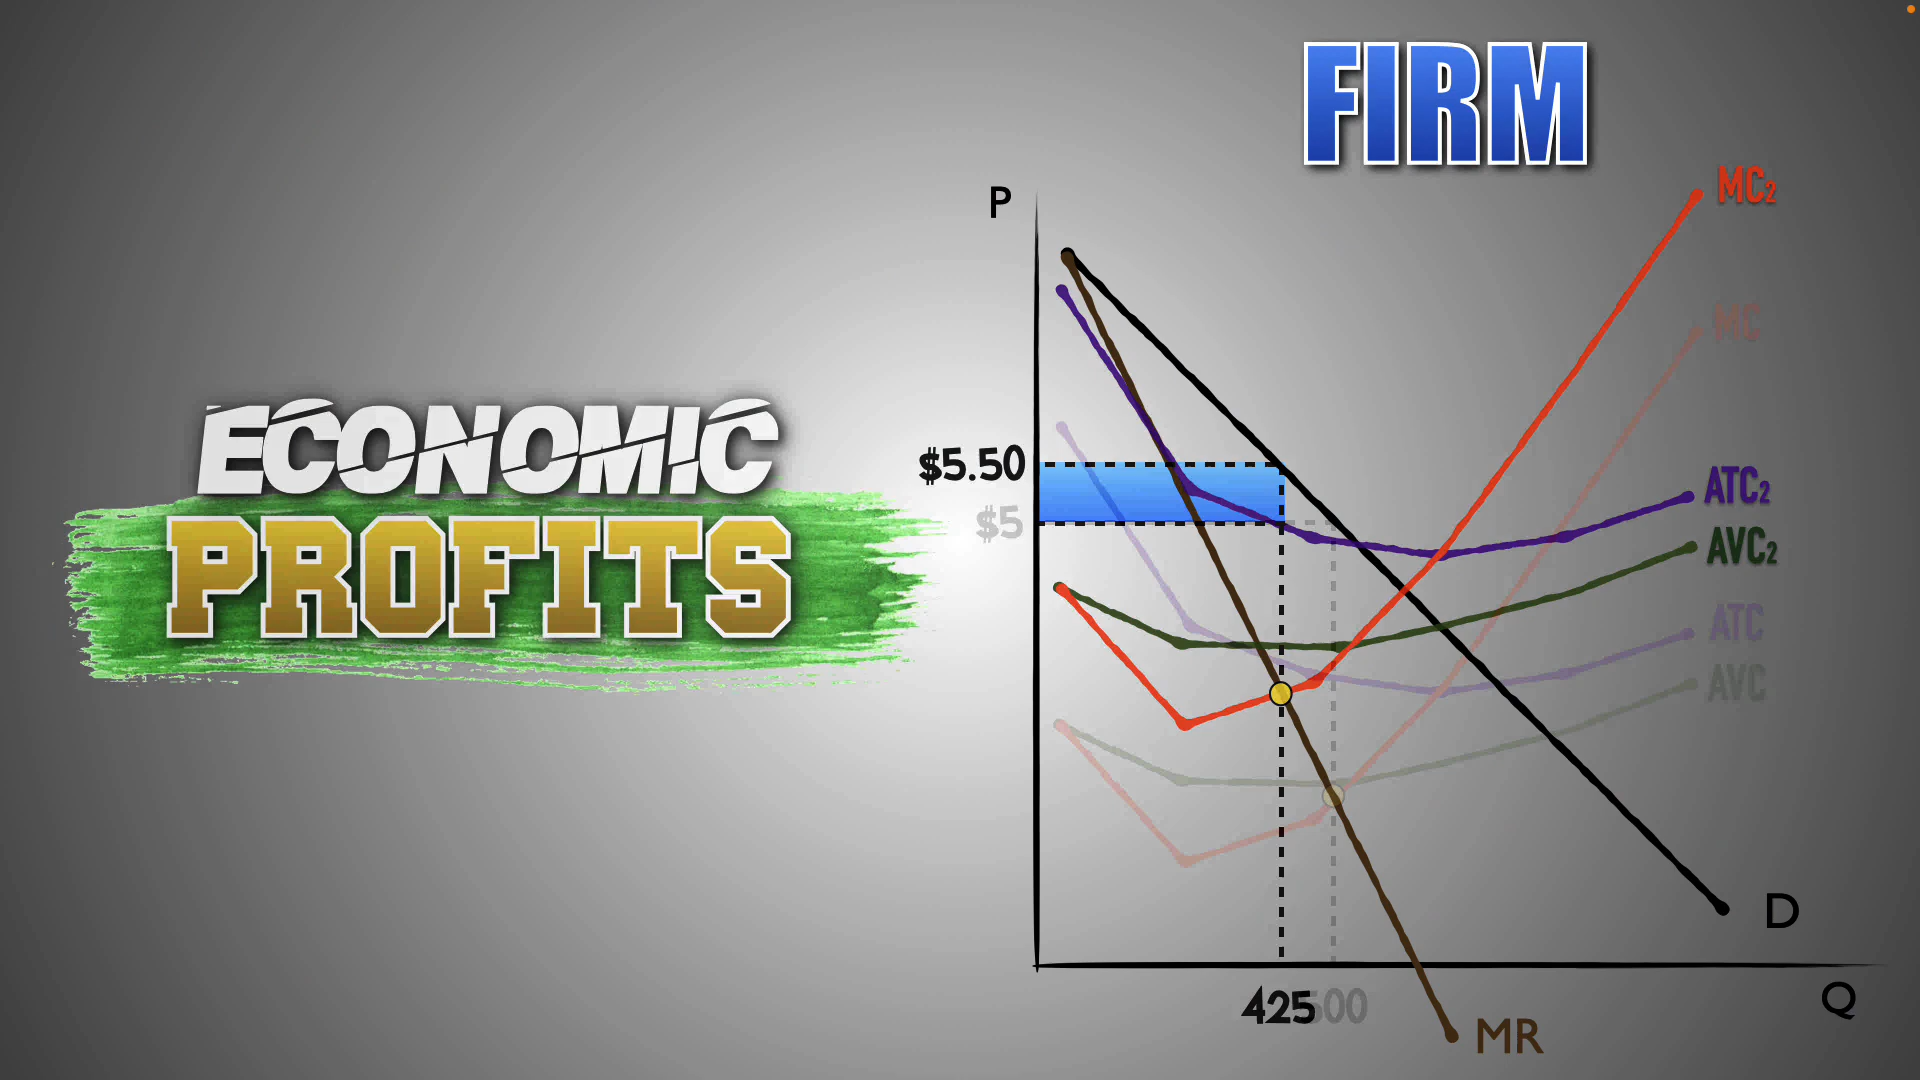 ECONOMIC
PROFITS
FIRM
P
MC2
MC
$5.50
ATC2
$5
AVC2
ATC
AVC
D
425
500
Q
MR